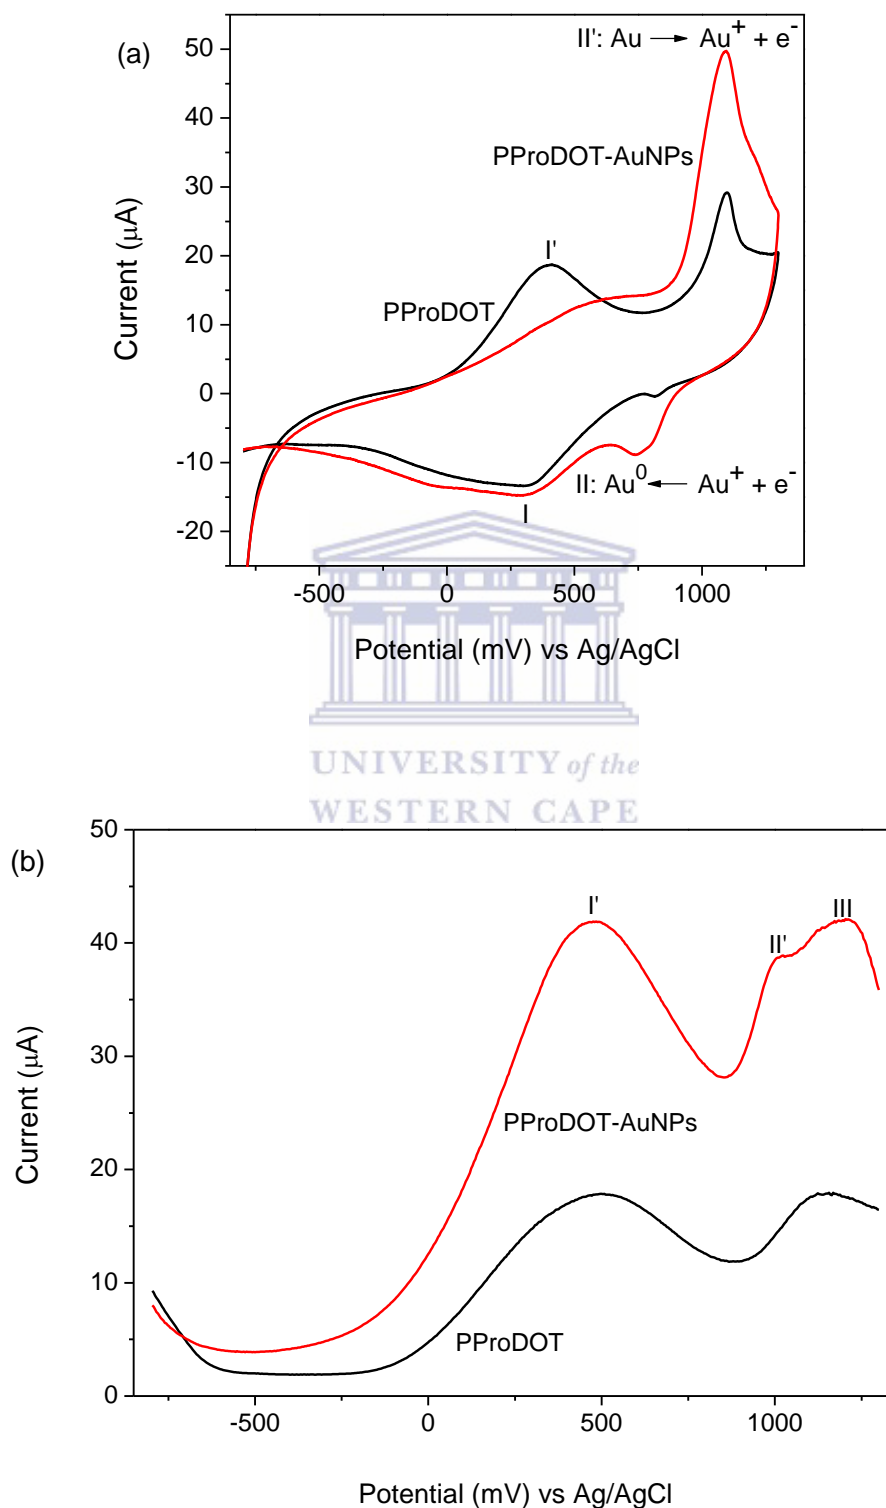 (a)
II': Au → Au⁺ + e⁻
PProDOT-AuNPs
I'
PProDOT
II: Au⁰ ← Au⁺ + e⁻
I
50
40
30
20
10
0
-10
-20
Current (µA)
-500 0 500 1000
Potential (mV) vs Ag/AgCl
UNIVERSITY of the
WESTERN CAPE
(b)
I'
II'
III
PProDOT-AuNPs
PProDOT
50
40
30
20
10
0
Current (µA)
-500 0 500 1000
Potential (mV) vs Ag/AgCl